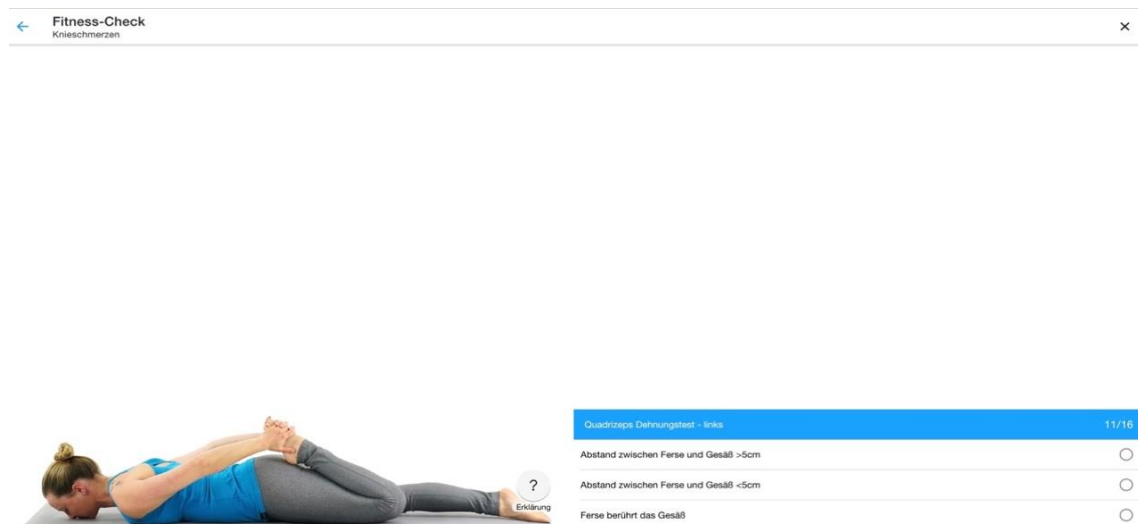 Fitness-Check
Knieschmerzen
?
Erklärung
Quadrizeps Dehnungstest - links 11/16
Abstand zwischen Ferse und Gesäß >5cm
Abstand zwischen Ferse und Gesäß <5cm
Ferse berührt das Gesäß